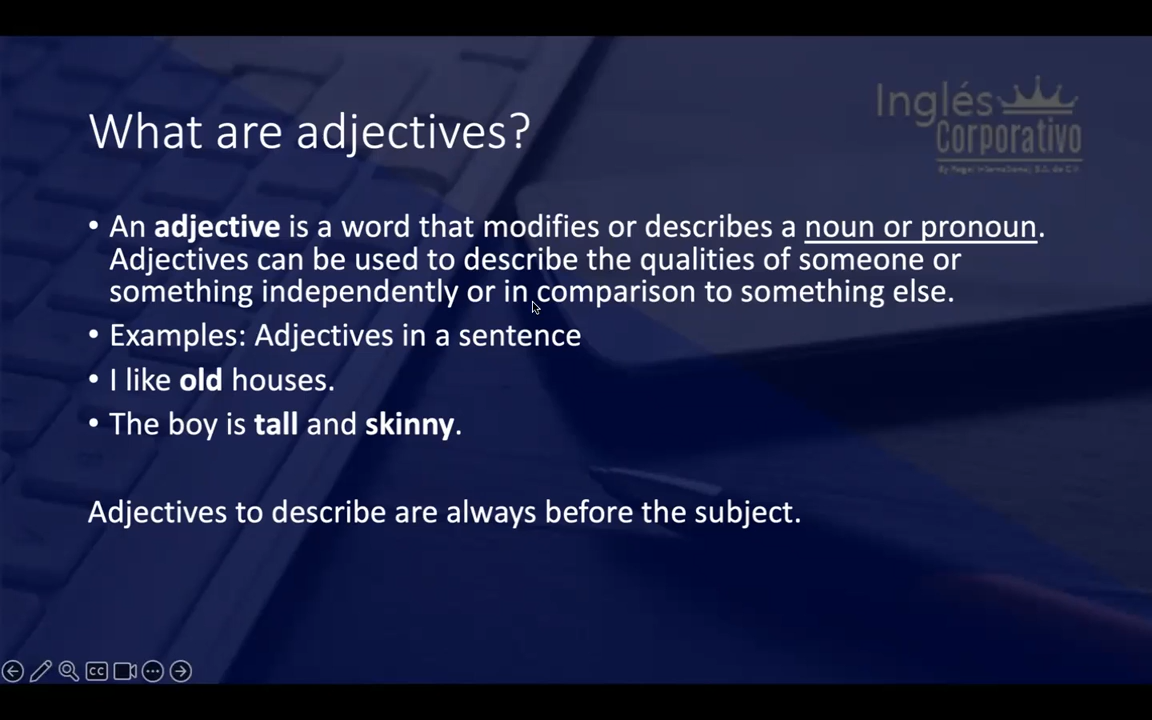 Inglés
Corporativo
By Regal International, S.C. de C.V.
What are adjectives?
• An adjective is a word that modifies or describes a noun or pronoun.
Adjectives can be used to describe the qualities of someone or
something independently or in comparison to something else.
• Examples: Adjectives in a sentence
• I like old houses.
• The boy is tall and skinny.
Adjectives to describe are always before the subject.
CC